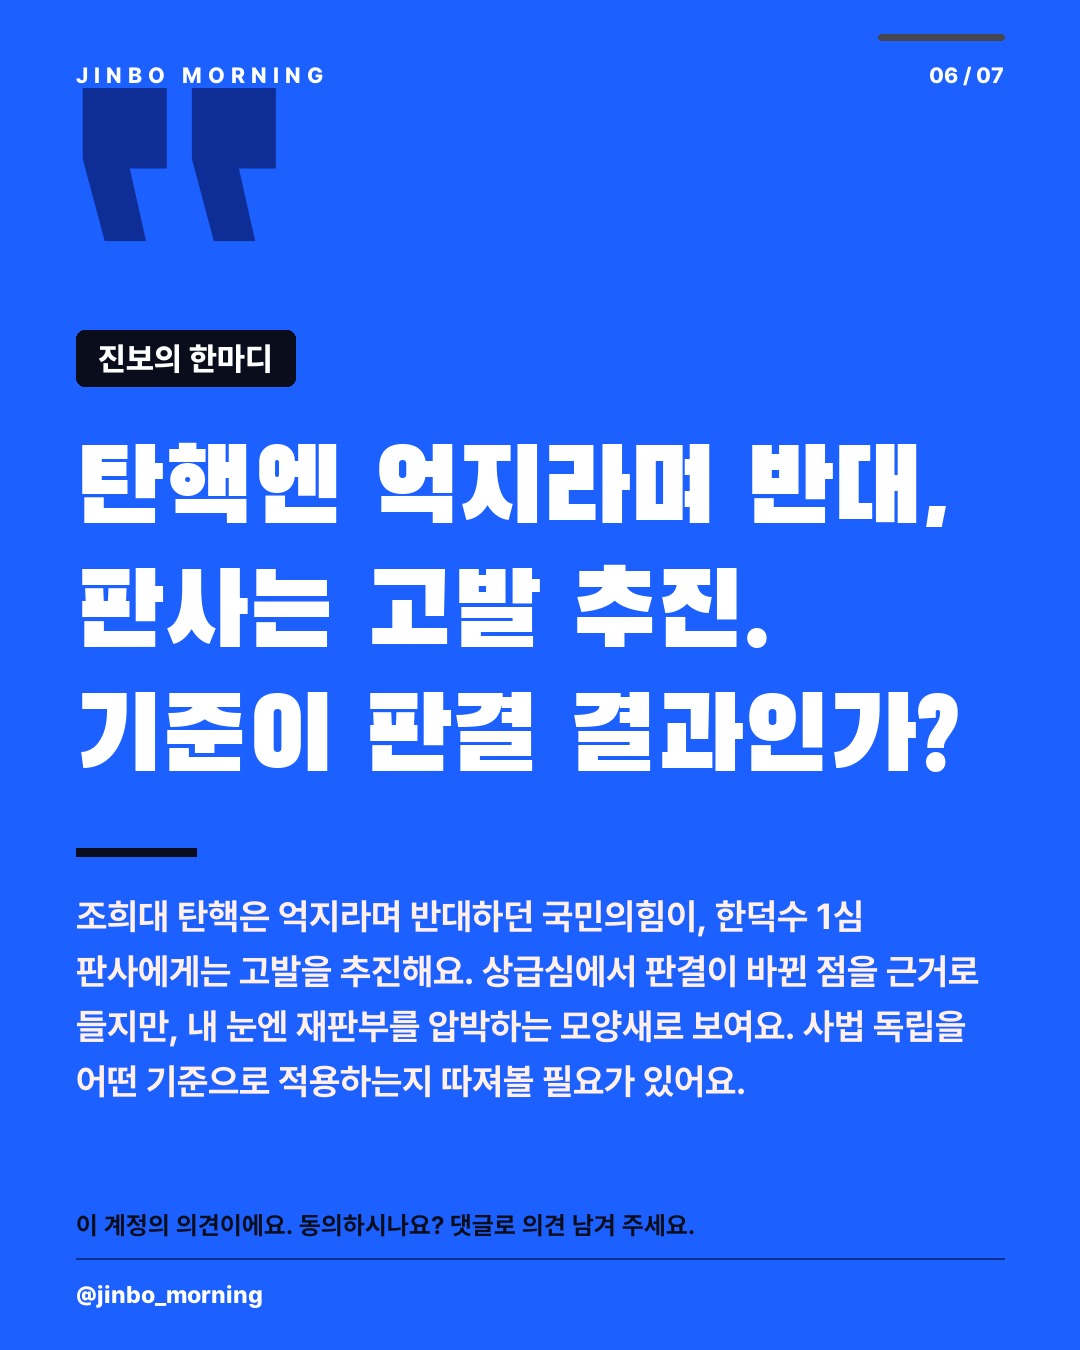 JINBO MORNING
06 / 07
진보의 한마디
탄핵엔 억지라며 반대,
판사는 고발 추진.
기준이 판결 결과인가?
조희대 탄핵은 억지라며 반대하던 국민의힘이, 한덕수 1심
판사에게는 고발을 추진해요. 상급심에서 판결이 바뀐 점을 근거로
들지만, 내 눈엔 재판부를 압박하는 모양새로 보여요. 사법 독립을
어떤 기준으로 적용하는지 따져볼 필요가 있어요.
이 계정의 의견이에요. 동의하시나요? 댓글로 의견 남겨 주세요.
@jinbo_morning